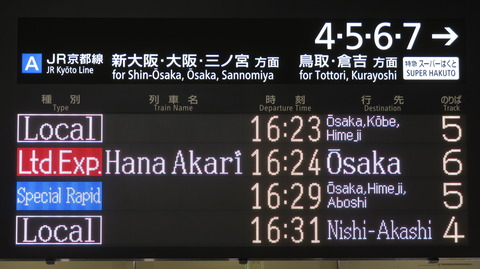 4・5・6・7 →
A JR京都線 新大阪・大阪・三ノ宮 方面 鳥取・倉吉 方面 特急 スーパーはくと
JR Kyōto Line for Shin-Ōsaka, Ōsaka, Sannomiya for Tottori, Kurayoshi SUPER HAKUTO
種別 列車名 時刻 行先 のりば
Type Train Name Departure Time Destination Track
Local 16:23 Ōsaka,Kōbe, Himeji 5
Ltd.Exp. Hana Akari 16:24 Ōsaka 6
Special Rapid 16:29 Ōsaka,Himeji, Aboshi 5
Local 16:31 Nishi-Akashi 4